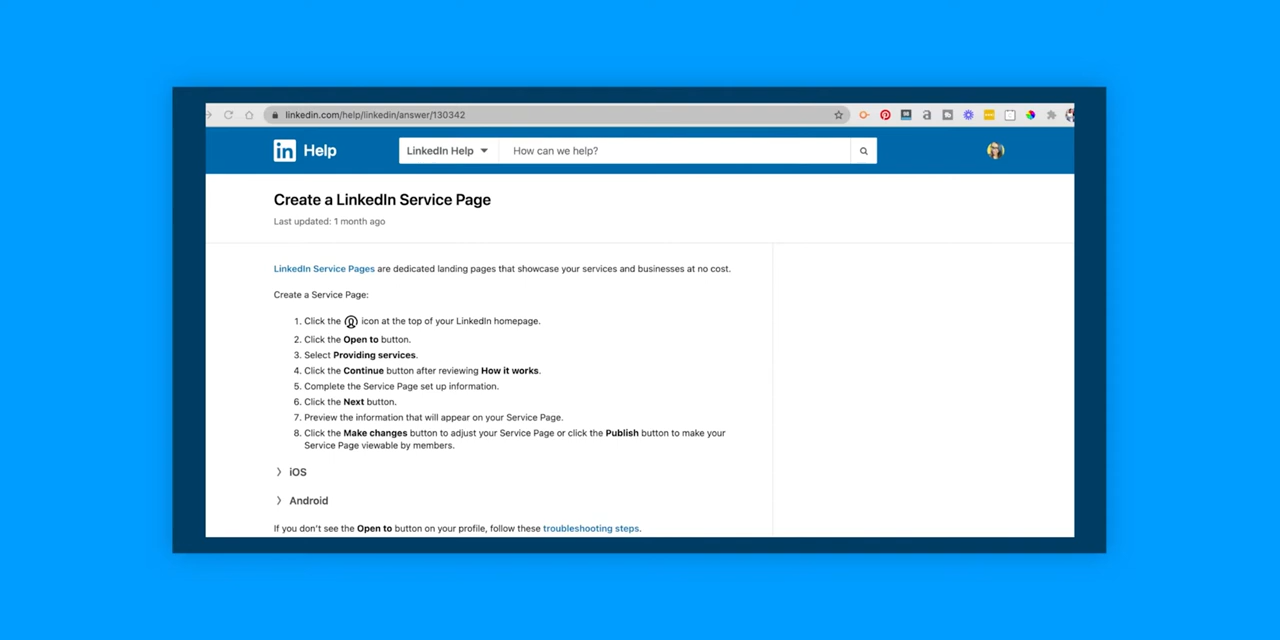 linkedin.com/help/linkedin/answer/130342
in Help
LinkedIn Help
How can we help?
Create a LinkedIn Service Page
Last updated: 1 month ago
LinkedIn Service Pages are dedicated landing pages that showcase your services and businesses at no cost.
Create a Service Page:
1. Click the icon at the top of your LinkedIn homepage.
2. Click the Open to button.
3. Select Providing services.
4. Click the Continue button after reviewing How it works.
5. Complete the Service Page set up information.
6. Click the Next button.
7. Preview the information that will appear on your Service Page.
8. Click the Make changes button to adjust your Service Page or click the Publish button to make your
Service Page viewable by members.
iOS
Android
If you don't see the Open to button on your profile, follow these troubleshooting steps.